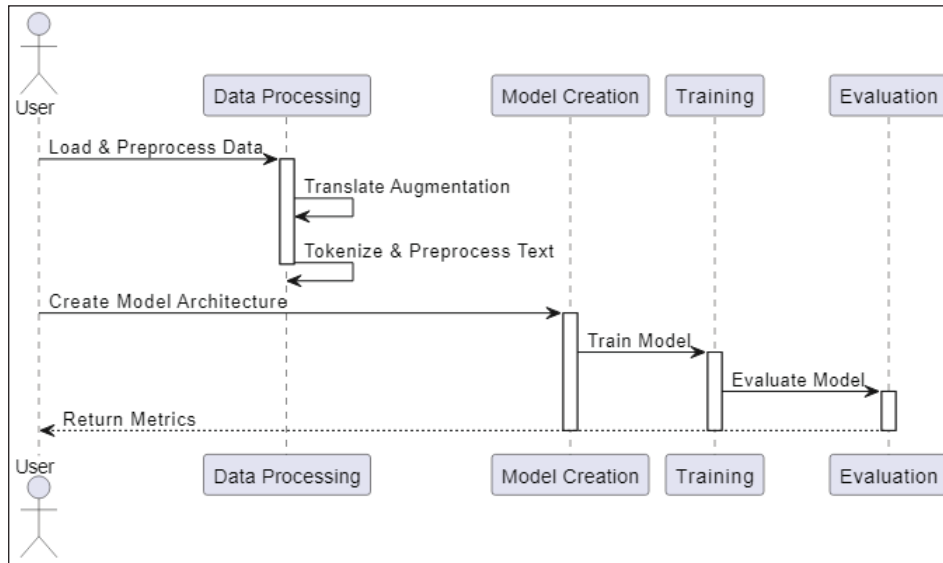 User
Data Processing
Model Creation
Training
Evaluation
Load & Preprocess Data
Translate Augmentation
Tokenize & Preprocess Text
Create Model Architecture
Train Model
Evaluate Model
Return Metrics
User
Data Processing
Model Creation
Training
Evaluation